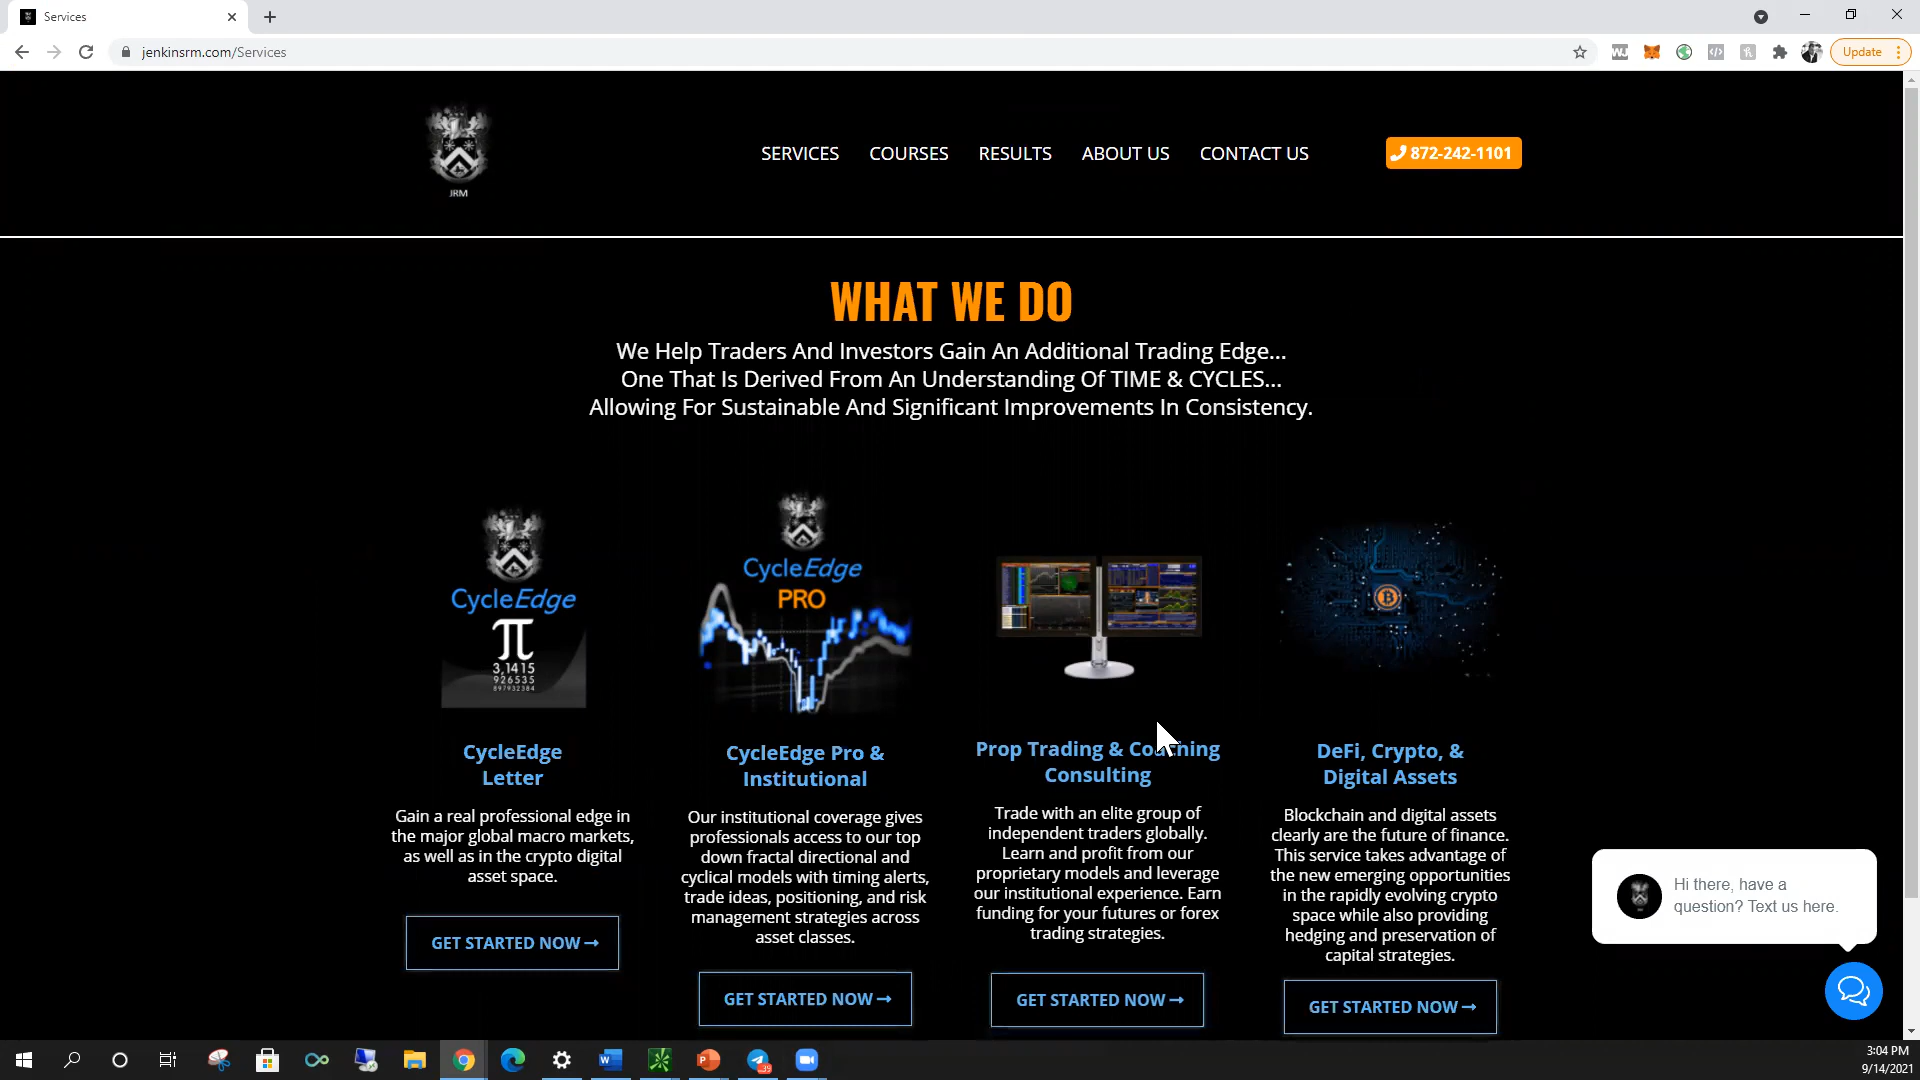 Services
jenkinsrm.com/Services
Update
JRM
SERVICES
COURSES
RESULTS
ABOUT US
CONTACT US
872-242-1101
WHAT WE DO
We Help Traders And Investors Gain An Additional Trading Edge...
One That Is Derived From An Understanding Of TIME & CYCLES...
Allowing For Sustainable And Significant Improvements In Consistency.
CycleEdge
π
3,1415
926535
897932384
CycleEdge
Letter
Gain a real professional edge in
the major global macro markets,
as well as in the crypto digital
asset space.
GET STARTED NOW
CycleEdge
PRO
CycleEdge Pro &
Institutional
Our institutional coverage gives
professionals access to our top
down fractal directional and
cyclical models with timing alerts,
trade ideas, positioning, and risk
management strategies across
asset classes.
GET STARTED NOW
Prop Trading & Coaching
Consulting
Trade with an elite group of
independent traders globally.
Learn and profit from our
proprietary models and leverage
our institutional experience. Earn
funding for your futures or forex
trading strategies.
GET STARTED NOW
DeFi, Crypto, &
Digital Assets
Blockchain and digital assets
clearly are the future of finance.
This service takes advantage of
the new emerging opportunities
in the rapidly evolving crypto
space while also providing
hedging and preservation of
capital strategies.
GET STARTED NOW
Hi there, have a
question? Text us here.
3:04 PM
9/14/2021